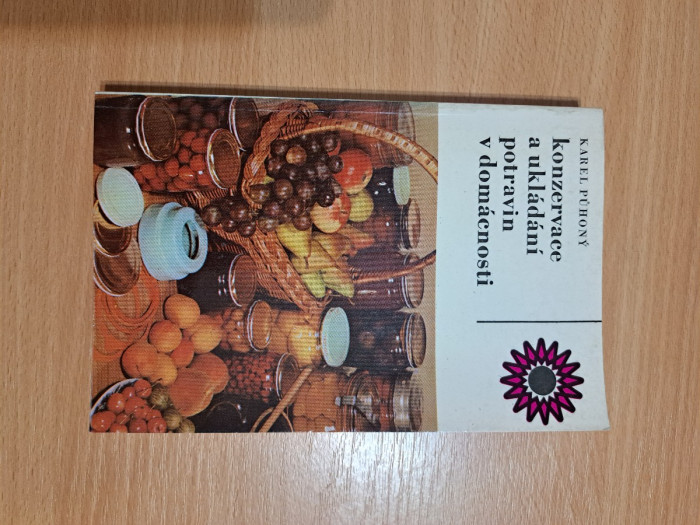 KAREL PŮHONÝ
konzervace
a ukládání
potravin
v domácnosti